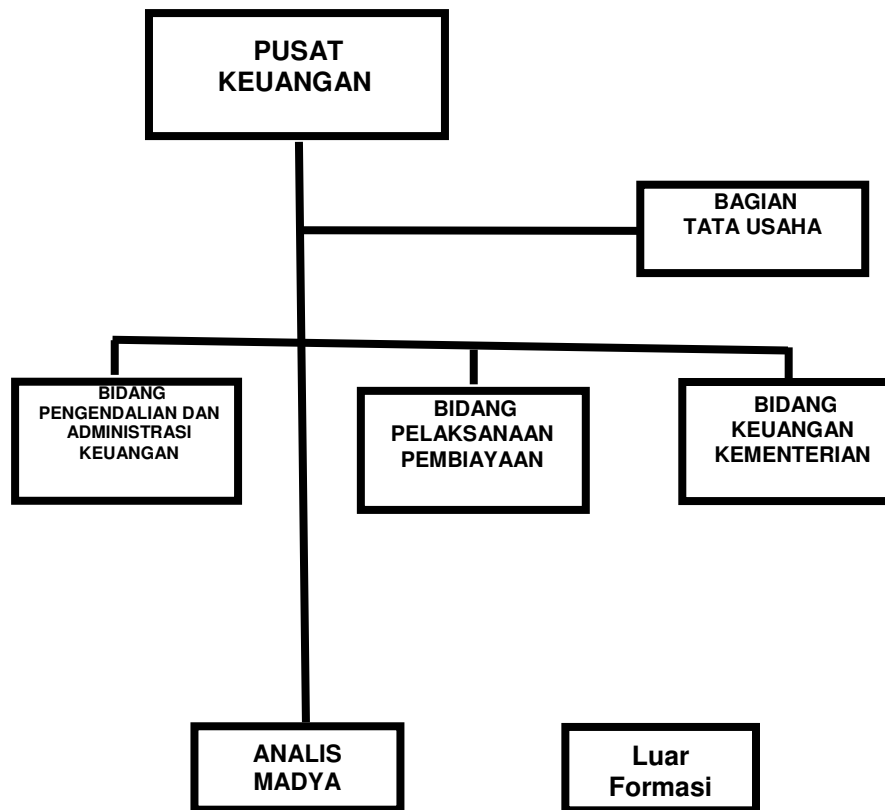 PUSAT
KEUANGAN
BAGIAN
TATA USAHA
BIDANG
PENGENDALIAN DAN
ADMINISTRASI
KEUANGAN
BIDANG
PELAKSANAAN
PEMBIAYAAN
BIDANG
KEUANGAN
KEMENTERIAN
ANALIS
MADYA
Luar
Formasi